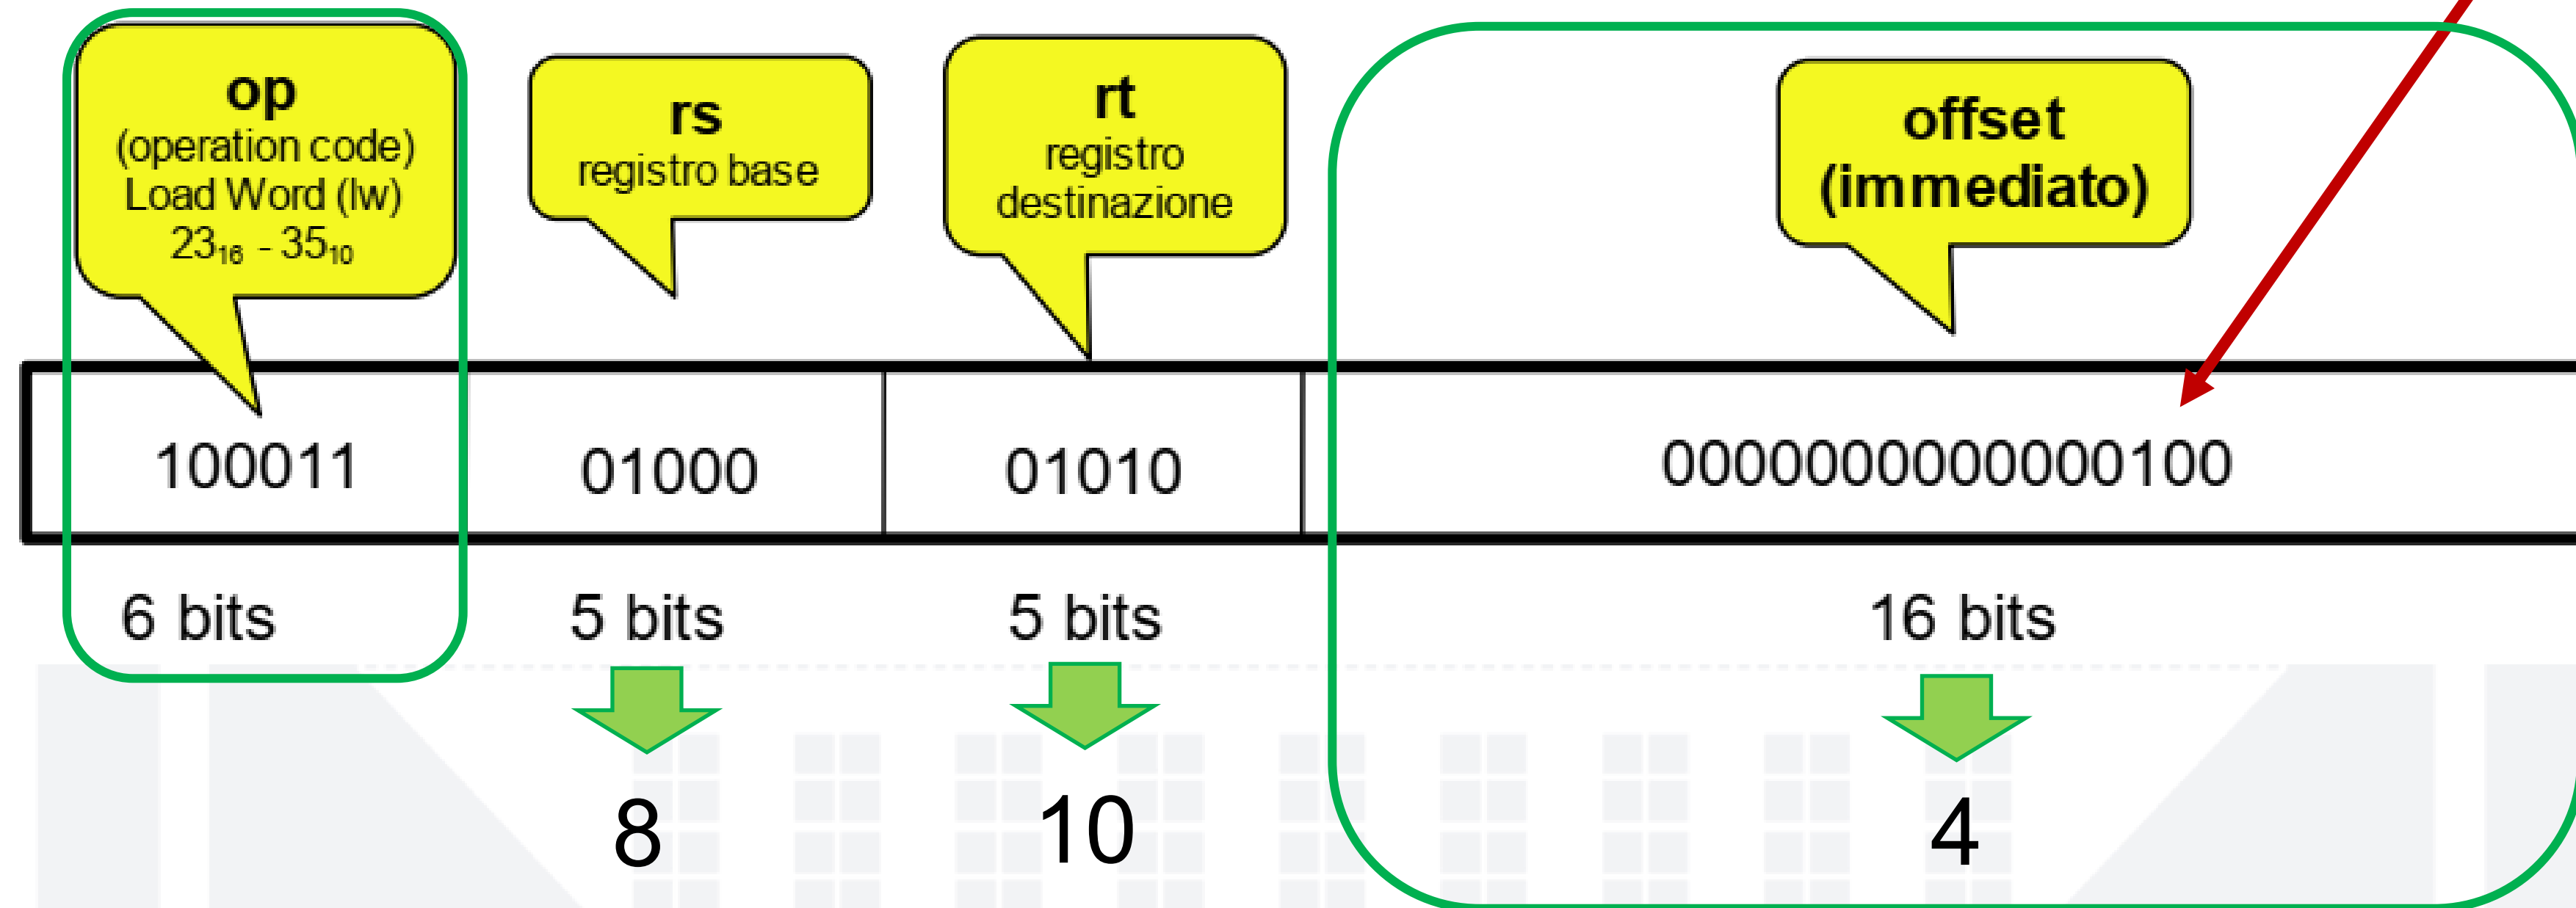 op
(operation code)
Load Word (lw)
23₁₆ - 35₁₀
rs
registro base
rt
registro
destinazione
offset
(immediato)
100011
01000
01010
0000000000000100
6 bits
5 bits
5 bits
16 bits
8
10
4